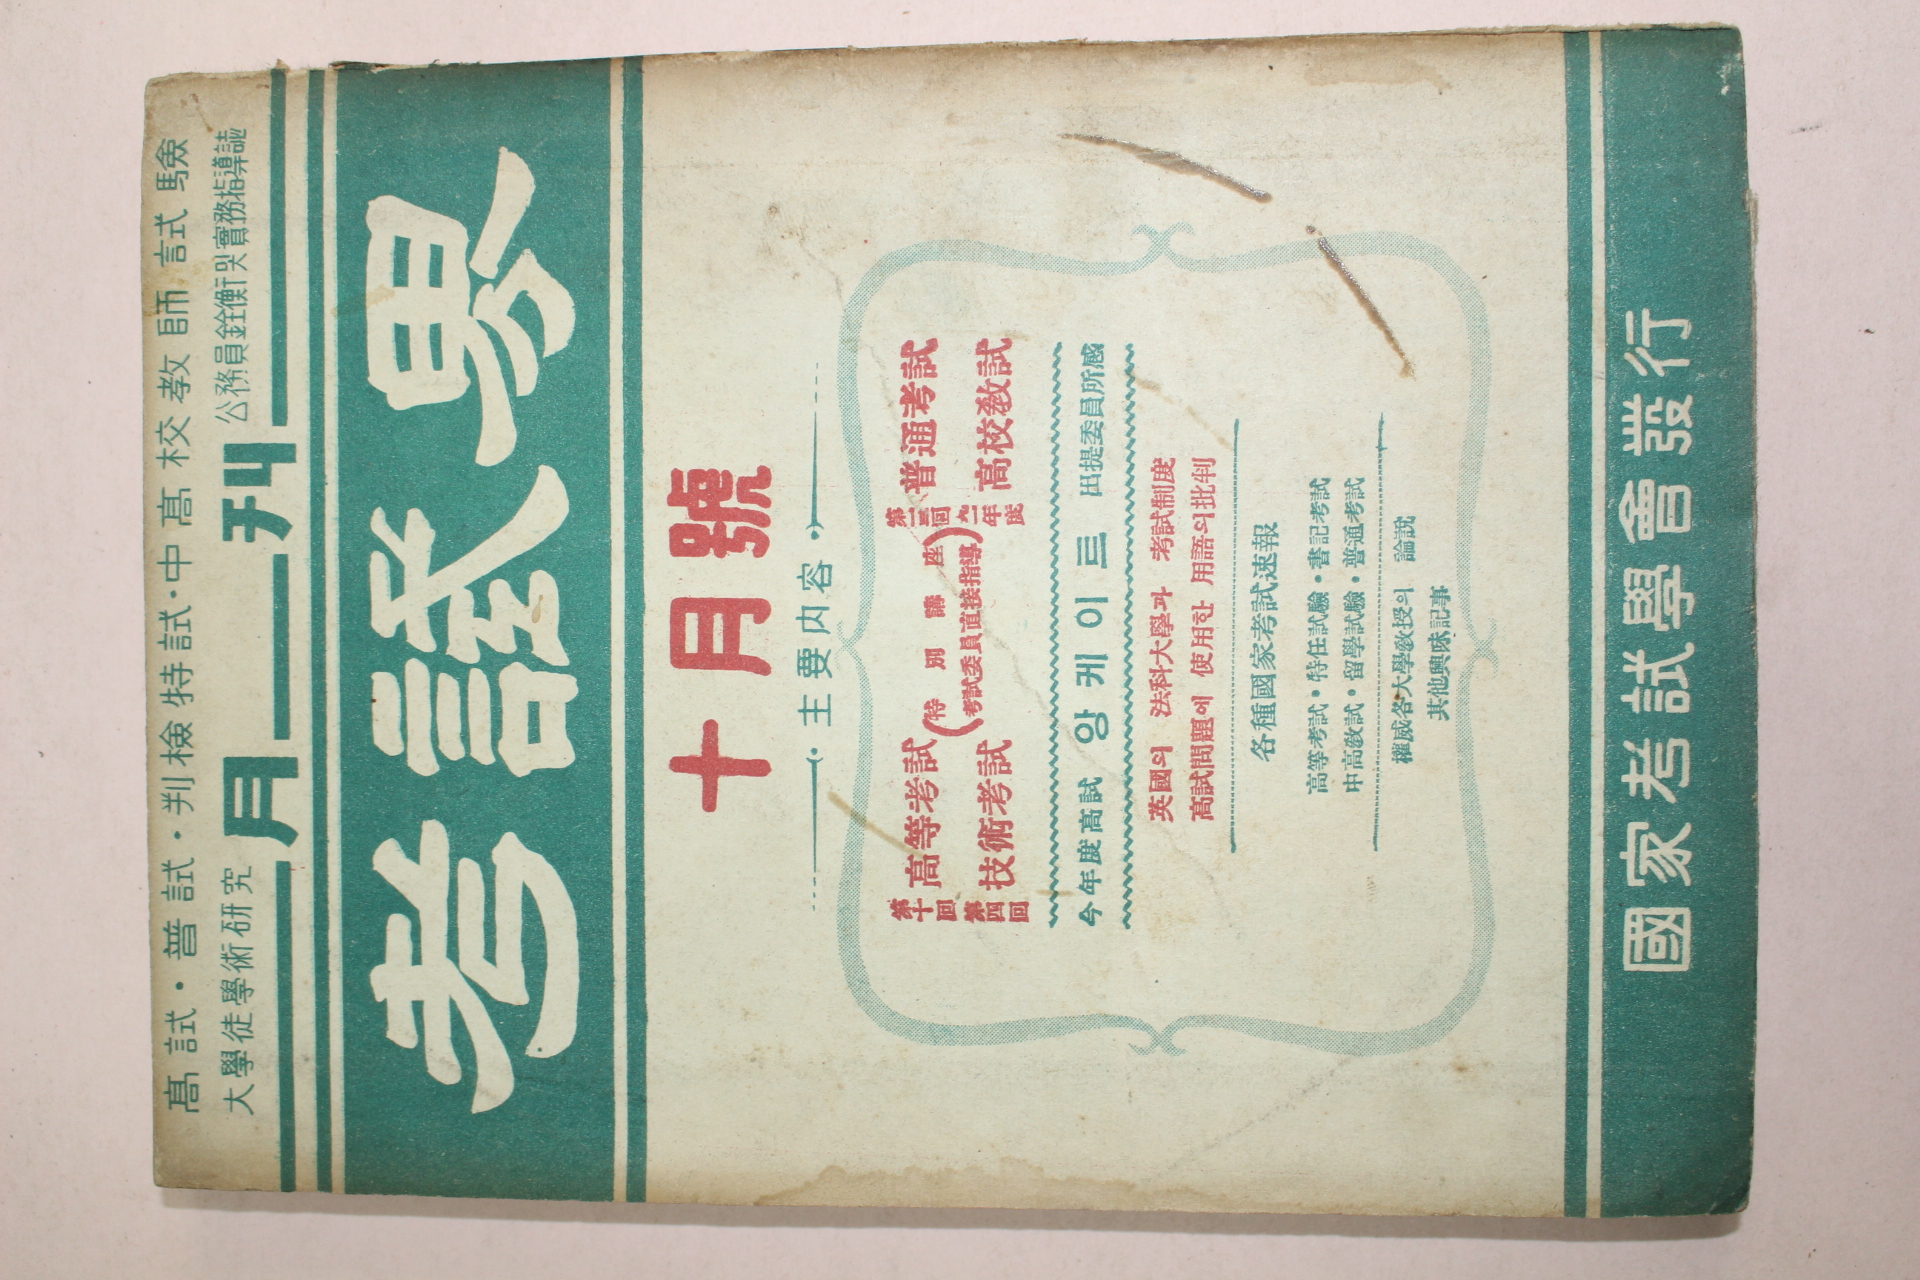 高試・普試・判檢特試・中高校教師試驗
大學徒學術研究 公務員銓衡및實務指導誌
月刊
考試界
十月號
主要内容
第十回 高等考試
第四回 技術考試
(特別講座
考試委員直接指導)
第三回 普通考試
九一年度 高校敎試
今年度高試 앙케이트 出提委員所感
英國의 法科大學과 考試制度
高試問題에 使用한 用語의批判
各種國家考試速報
高等考試・特任試驗・書記考試
中高敎試・留學試驗・普通考試
權威各大學敎授의 論說
其他興味記事
國家考試學會發行